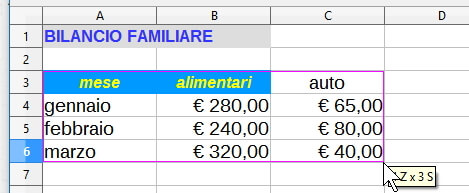 A B C D
1 BILANCIO FAMILIARE
2
3 mese alimentari auto
4 gennaio € 280,00 € 65,00
5 febbraio € 240,00 € 80,00
6 marzo € 320,00 € 40,00
7 Z x 3 S